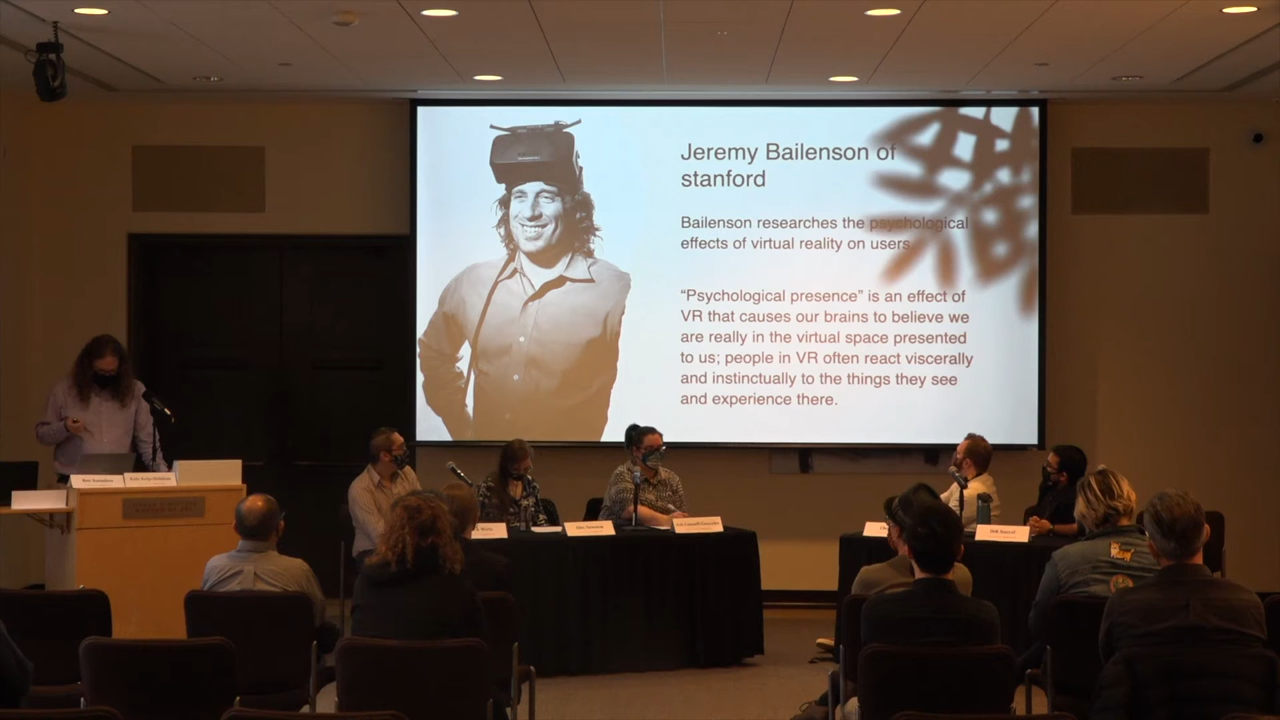 Jeremy Bailenson of
stanford
Bailenson researches the psychological
effects of virtual reality on users
“Psychological presence” is an effect of
VR that causes our brains to believe we
are really in the virtual space presented
to us; people in VR often react viscerally
and instinctually to the things they see
and experience there.